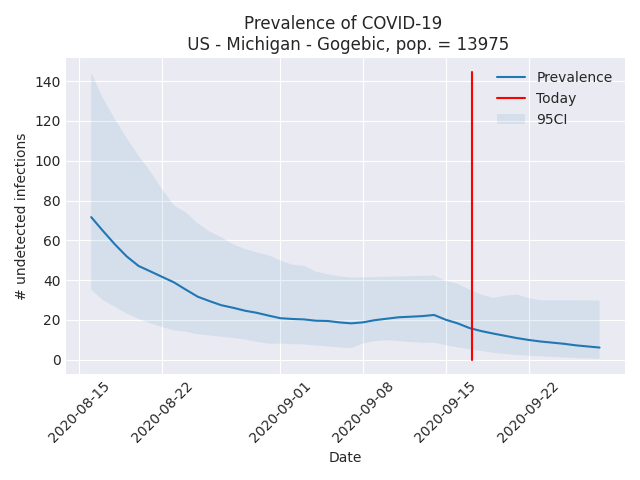 Prevalence of COVID-19
US - Michigan - Gogebic, pop. = 13975
140
120
100
80
60
40
20
0
# undetected infections
Prevalence
Today
95CI
2020-08-15
2020-08-22
2020-09-01
2020-09-08
2020-09-15
2020-09-22
Date